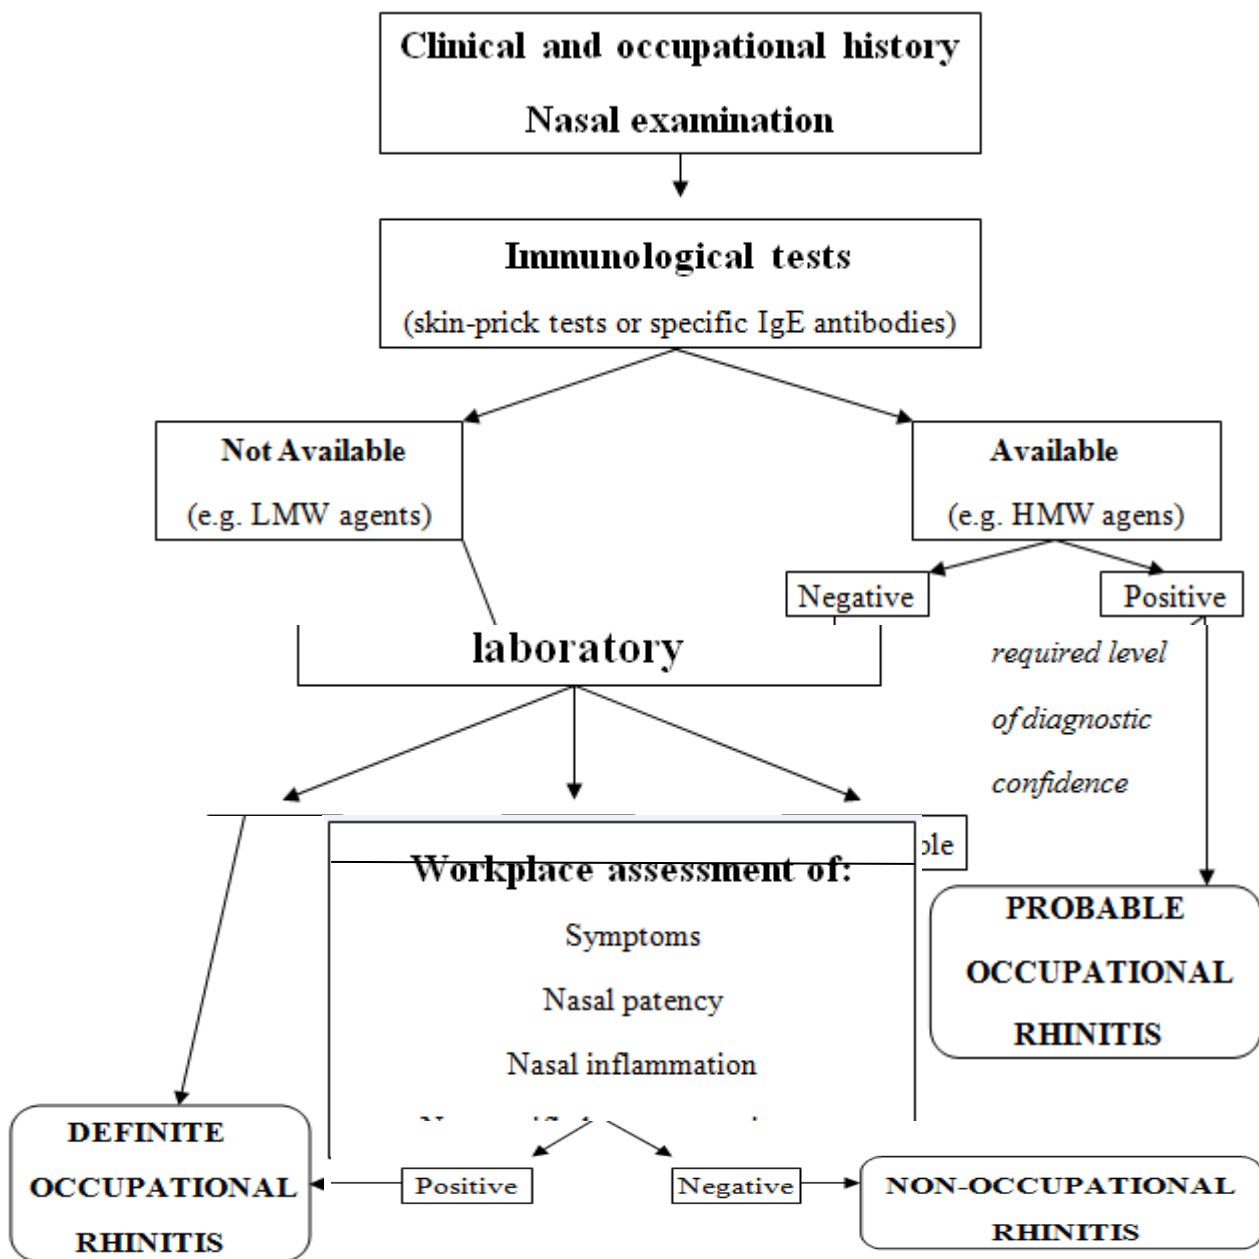 Clinical and occupational history
Nasal examination
Immunological tests
(skin-prick tests or specific IgE antibodies)
Not Available
(e.g. LMW agents)
Available
(e.g. HMW agens)
Negative
Positive
laboratory
required level
of diagnostic
confidence
Workplace assessment of:
Symptoms
Nasal patency
Nasal inflammation
PROBABLE
OCCUPATIONAL
RHINITIS
DEFINITE
OCCUPATIONAL
RHINITIS
Positive
Negative
NON-OCCUPATIONAL
RHINITIS